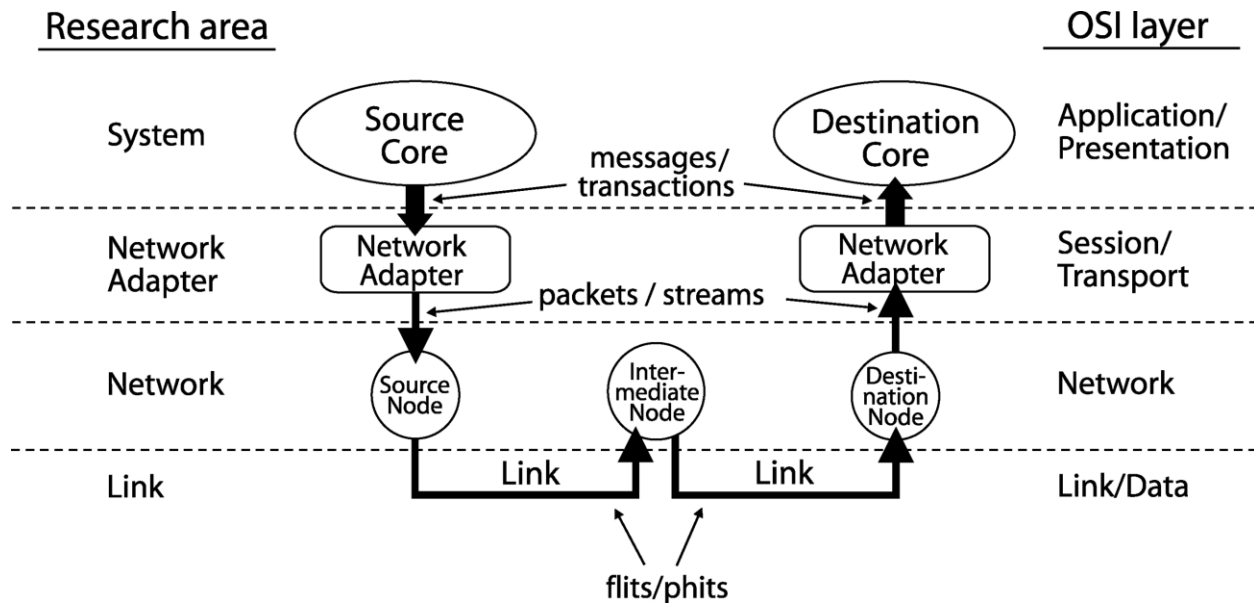 Research area
OSI layer
System
Source
Core
messages/
transactions
Destination
Core
Application/
Presentation
Network
Adapter
Network
Adapter
packets / streams
Network
Adapter
Session/
Transport
Network
Source
Node
Inter-
mediate
Node
Desti-
nation
Node
Network
Link
Link
Link
Link/Data
flits/phits